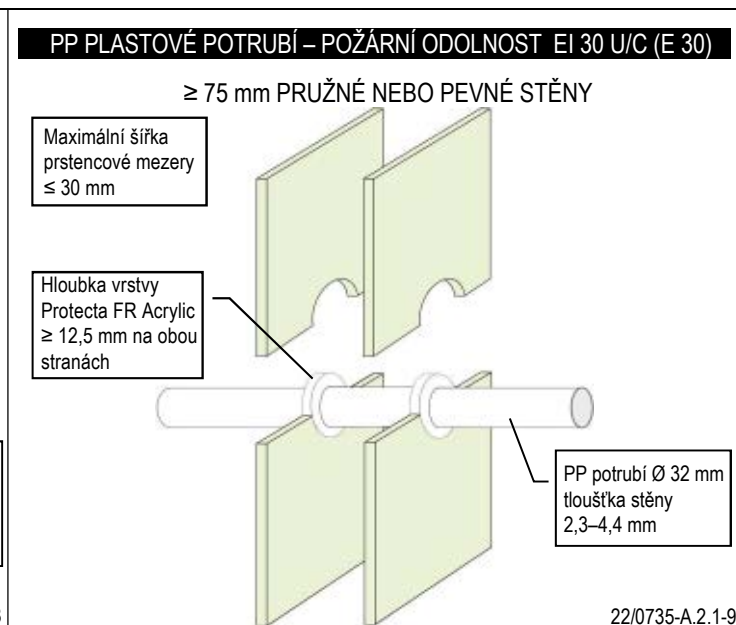 PP PLASTOVÉ POTRUBÍ – POŽÁRNÍ ODOLNOST EI 30 U/C (E 30)
≥ 75 mm PRUŽNÉ NEBO PEVNÉ STĚNY
Maximální šířka
prstencové mezery
≤ 30 mm
Hloubka vrstvy
Protecta FR Acrylic
≥ 12,5 mm na obou
stranách
PP potrubí Ø 32 mm
tloušťka stěny
2,3–4,4 mm
22/0735-A.2.1-9